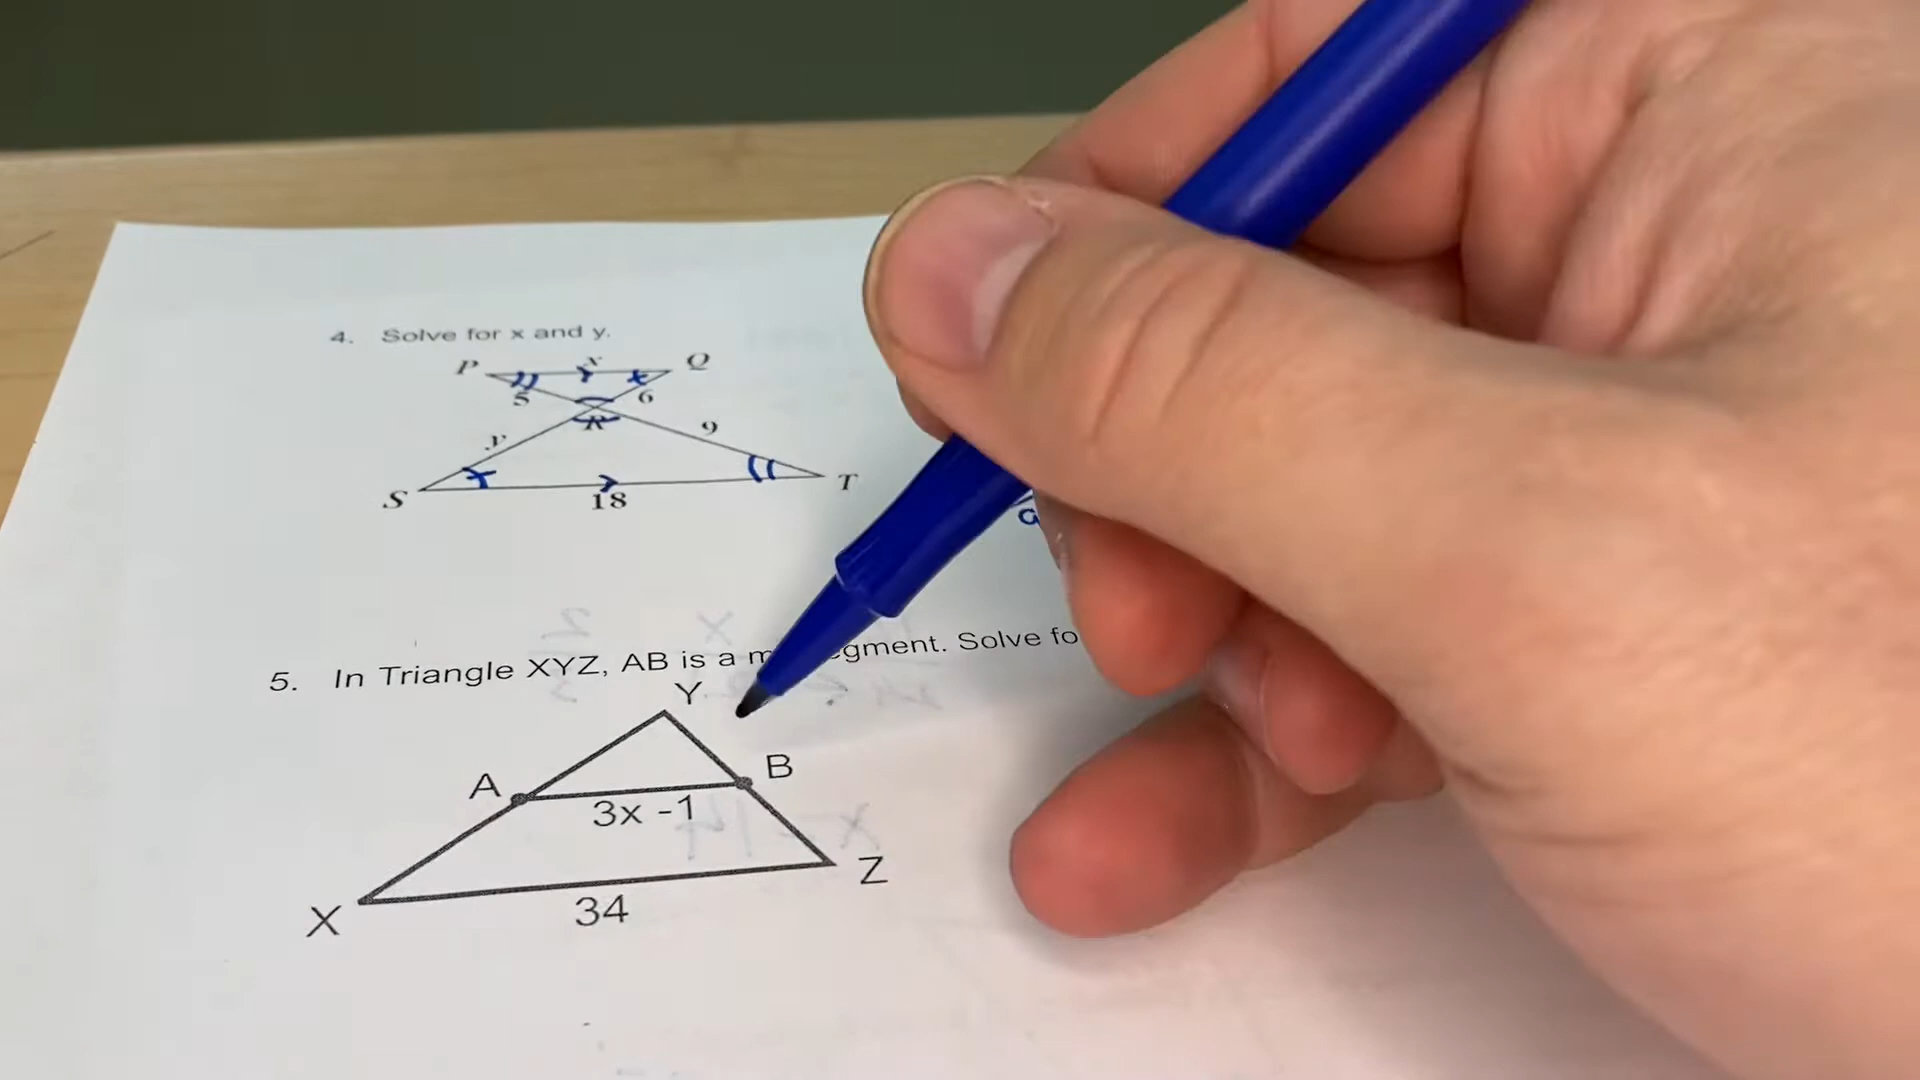 4. Solve for x and y.
P x Q
5 6
R
y 9
S 18 T
5. In Triangle XYZ, AB is a gment. Solve fo
Y
A B
3x -1
X 34 Z